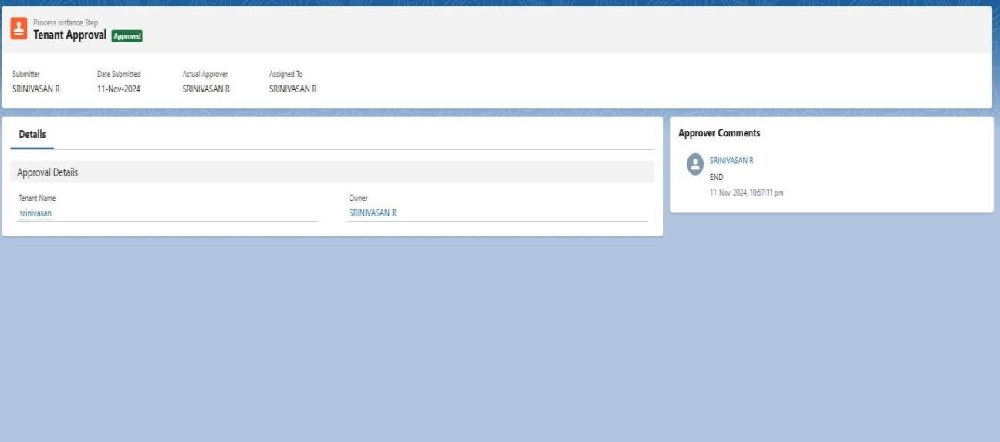 Process Instance Step
Tenant Approval Approved
Submitter Date Submitted Actual Approver Assigned To
SRINIVASAN R 11-Nov-2024 SRINIVASAN R SRINIVASAN R
Details
Approval Details
Tenant Name Owner
srinivasan SRINIVASAN R
Approver Comments
SRINIVASAN R
END
11-Nov-2024, 10:57:11 pm